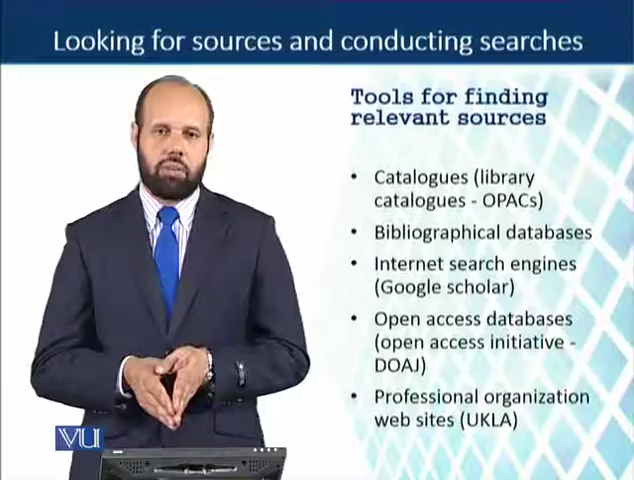 Looking for sources and conducting searches
Tools for finding
relevant sources
• Catalogues (library
catalogues - OPACs)
• Bibliographical databases
• Internet search engines
(Google scholar)
• Open access databases
(open access initiative -
DOAJ)
• Professional organization
web sites (UKLA)
VU